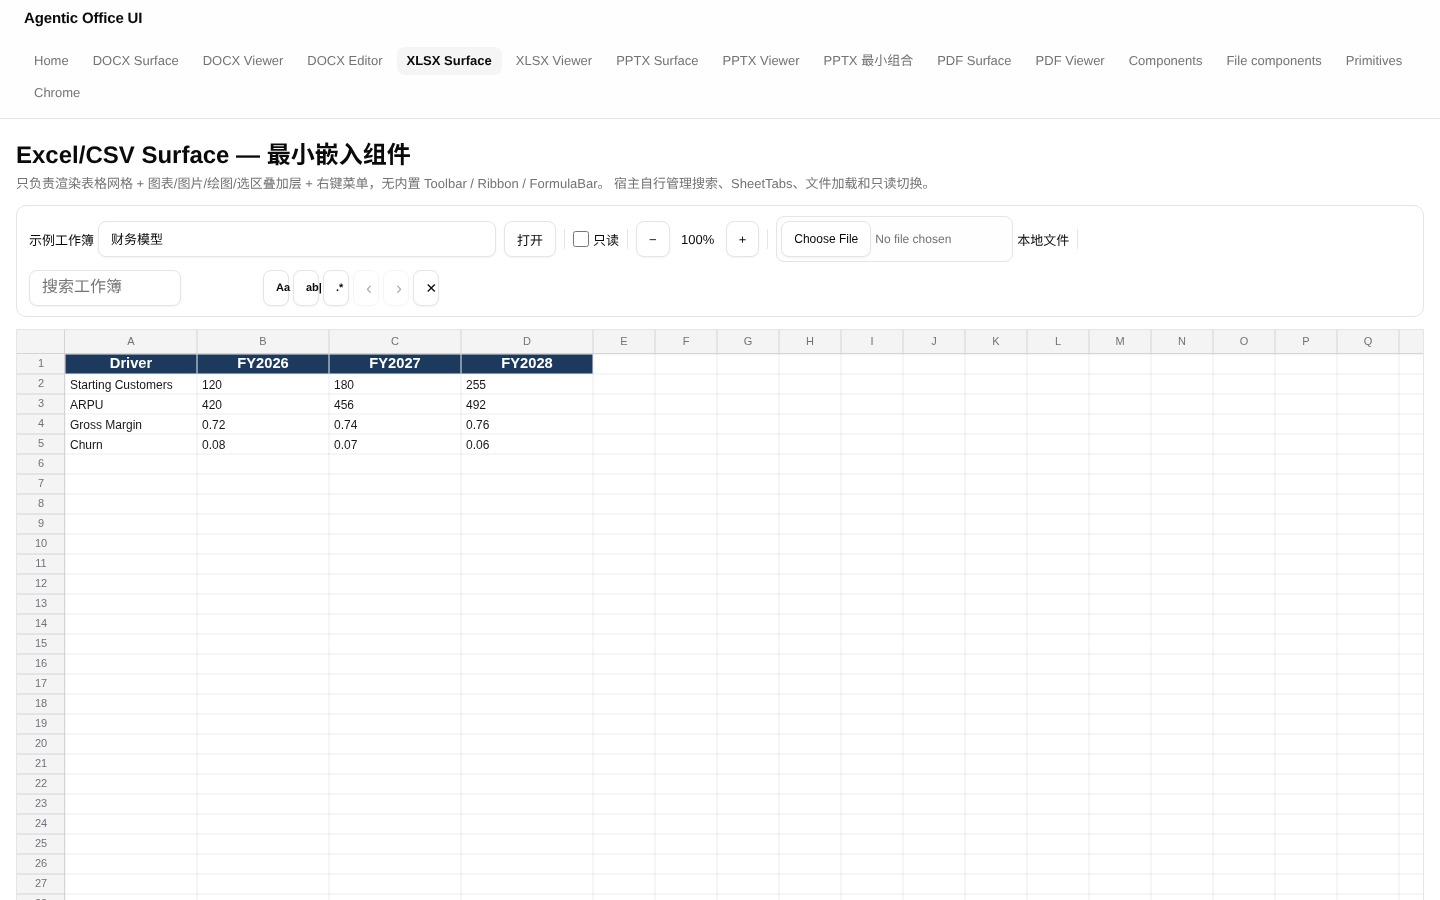 Agentic Office UI
Home DOCX Surface DOCX Viewer DOCX Editor XLSX Surface XLSX Viewer PPTX Surface PPTX Viewer PPTX 最小组合 PDF Surface PDF Viewer Components File components Primitives
Chrome
Excel/CSV Surface — 最小嵌入组件
只负责渲染表格网格 + 图表/图片/绘图/选区叠加层 + 右键菜单，无内置 Toolbar / Ribbon / FormulaBar。 宿主自行管理搜索、SheetTabs、文件加载和只读切换。
示例工作簿 财务模型 打开 只读 − 100% + Choose File No file chosen 本地文件
搜索工作簿 Aa ab| .* ‹ › ✕
A B C D E F G H I J K L M N O P Q
1 Driver FY2026 FY2027 FY2028
2 Starting Customers 120 180 255
3 ARPU 420 456 492
4 Gross Margin 0.72 0.74 0.76
5 Churn 0.08 0.07 0.06
6
7
8
9
10
11
12
13
14
15
16
17
18
19
20
21
22
23
24
25
26
27